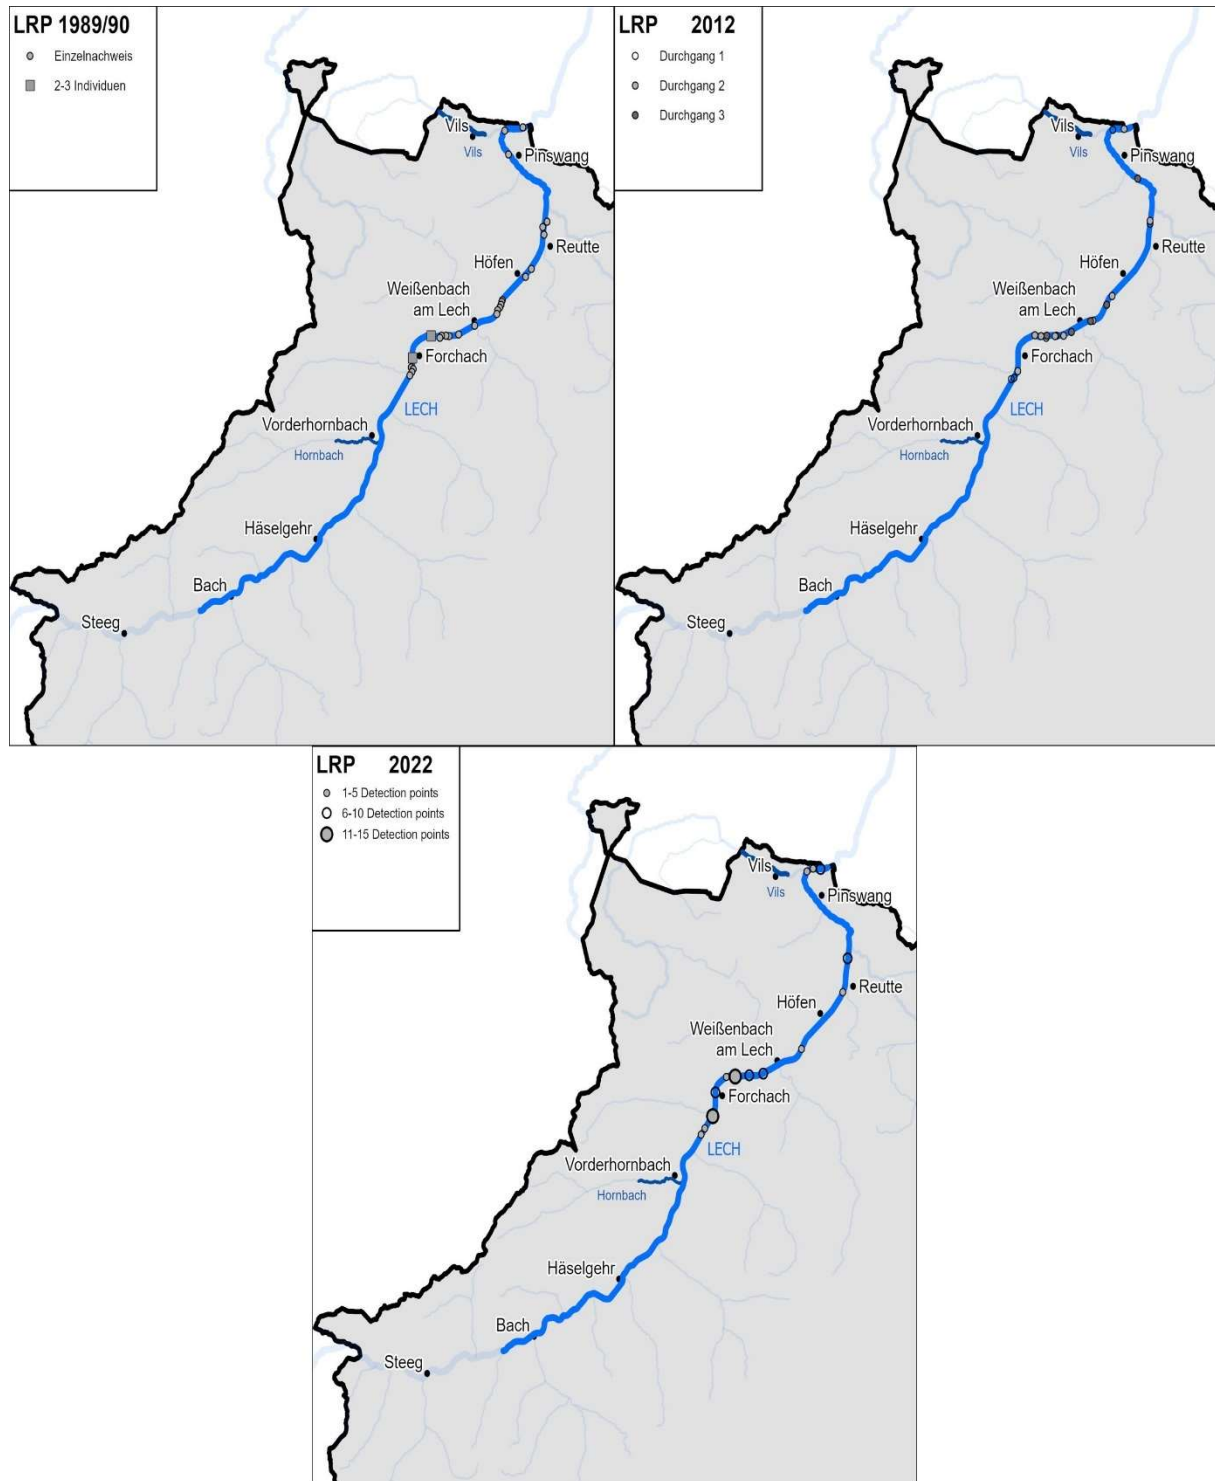 LRP 1989/90
Einzelnachweis
2-3 Individuen
Vils
Vils
Pinswang
Reutte
Höfen
Weißenbach
am Lech
Forchach
LECH
Vorderhornbach
Hornbach
Häselgehr
Bach
Steeg
LRP 2012
Durchgang 1
Durchgang 2
Durchgang 3
Vils
Vils
Pinswang
Reutte
Höfen
Weißenbach
am Lech
Forchach
LECH
Vorderhornbach
Hornbach
Häselgehr
Bach
Steeg
LRP 2022
1-5 Detection points
6-10 Detection points
11-15 Detection points
Vils
Vils
Pinswang
Reutte
Höfen
Weißenbach
am Lech
Forchach
LECH
Vorderhornbach
Hornbach
Häselgehr
Bach
Steeg